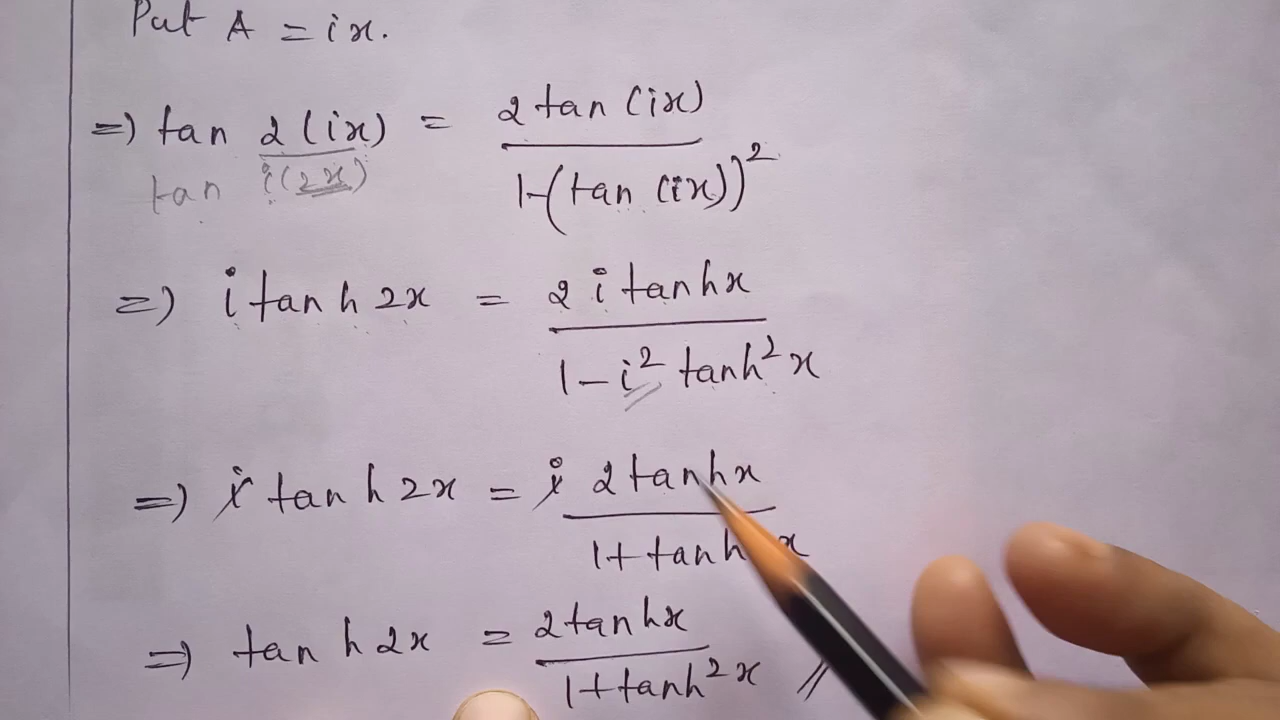 Put A = ix.
⇒ tan 2(ix) = 2 tan (ix) / 1-(tan (ix))²
tan i(2x)
⇒ i tanh 2x = 2 i tanhx / 1 - i² tanh² x
⇒ i tanh 2x = i 2 tanhx / 1 + tanh x
⇒ tanh 2x = 2 tanhx / 1 + tanh² x //